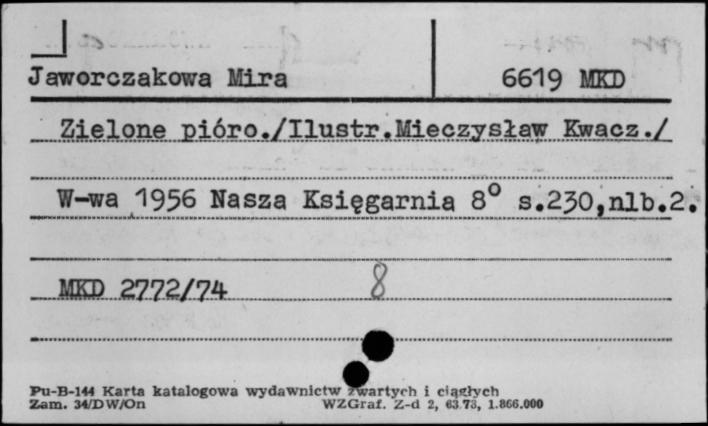 Jaworczakowa Mira 6619 MKD
Zielone pióro./Ilustr.Mieczysław Kwacz./
W-wa 1956 Nasza Księgarnia 8° s.230,nlb.2.
MKD 2772/74 8
Pu-B-144 Karta katalogowa wydawnictw zwartych i ciągłych
Zam. 34/DW/On WZGraf. Z-d 2, 63.73, 1.866.000